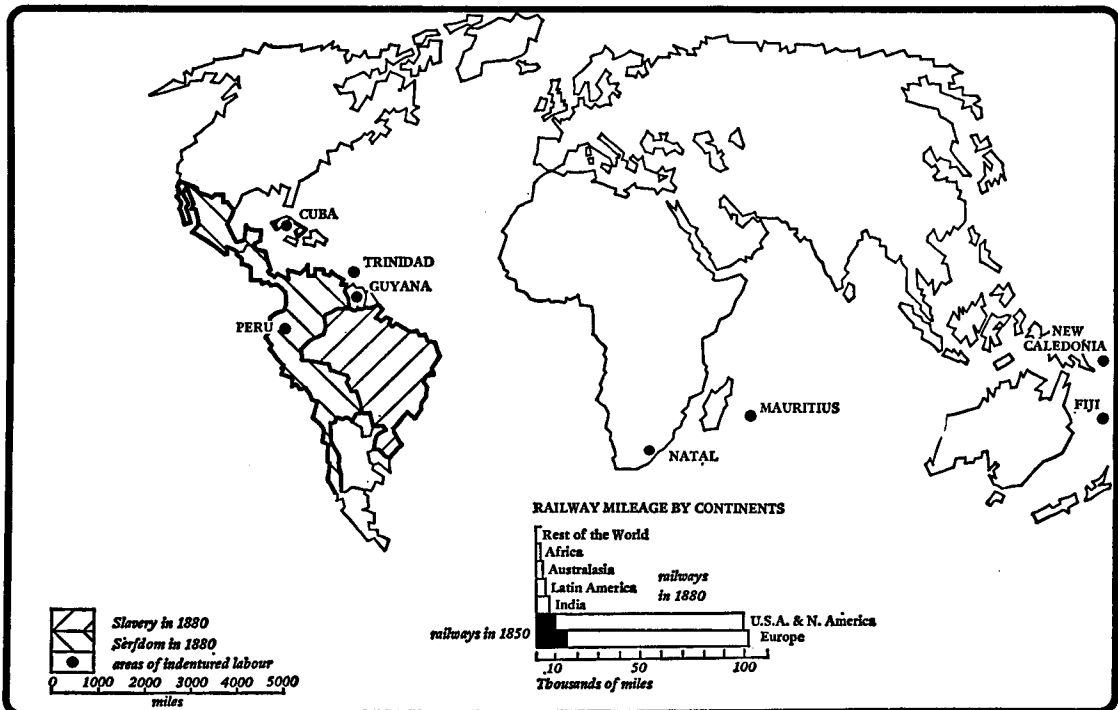 CUBA
TRINIDAD
GUYANA
PERU
NEW
CALEDONIA
MAURITIUS
FIJI
NATAL
RAILWAY MILEAGE BY CONTINENTS
Rest of the World
Africa
Australasia
Latin America
railways
in 1880
India
U.S.A. & N. America
railways in 1850
Europe
10 50 100
Thousands of miles
Slavery in 1880
Serfdom in 1880
areas of indentured labour
0 1000 2000 3000 4000 5000
miles